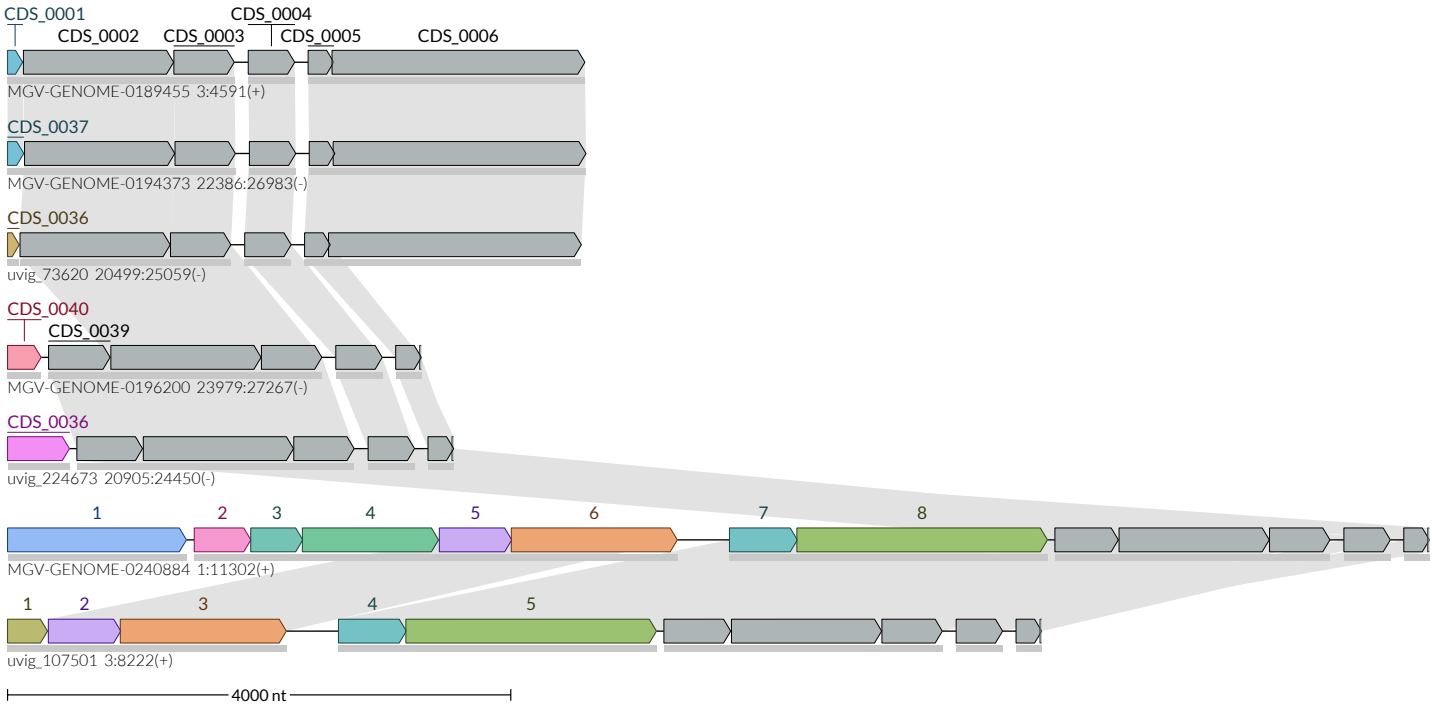 CDS_0001 CDS_0004
CDS_0002 CDS_0003 CDS_0005 CDS_0006
MGV-GENOME-0189455 3:4591(+)
CDS_0037
MGV-GENOME-0194373 22386:26983(-)
CDS_0036
uvig_73620 20499:25059(-)
CDS_0040
CDS_0039
MGV-GENOME-0196200 23979:27267(-)
CDS_0036
uvig_224673 20905:24450(-)
1 2 3 4 5 6 7 8
MGV-GENOME-0240884 1:11302(+)
1 2 3 4 5
uvig_107501 3:8222(+)
4000 nt